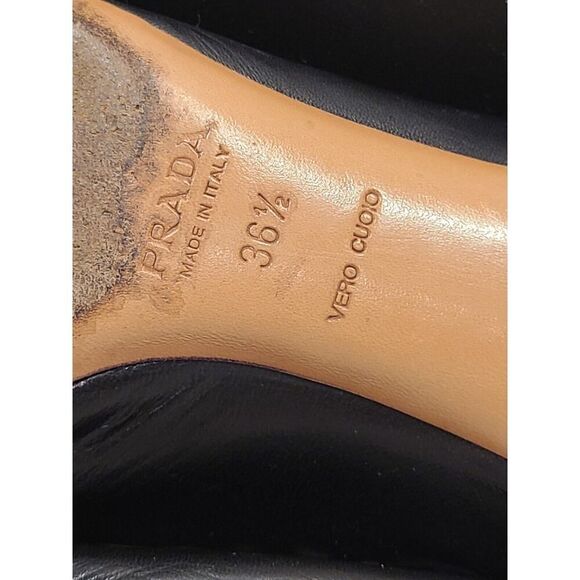 PRADA
MADE IN ITALY
36½
VERO CUOIO